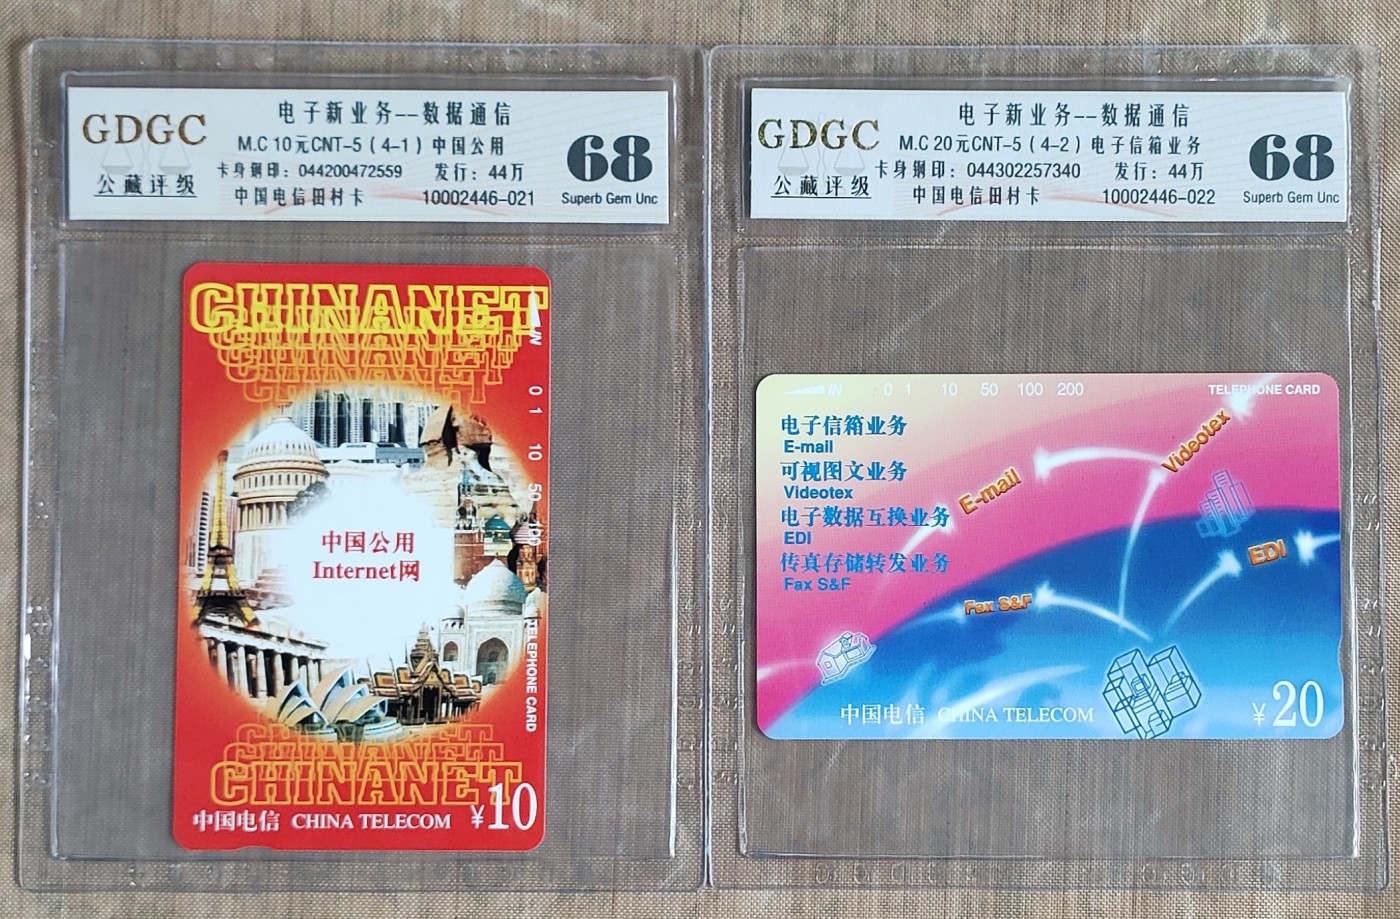 GDGC
公藏评级
电子新业务--数据通信
M.C 10元CNT-5（4-1）中国公用
卡身钢印：044200472559 发行：44万
中国电信田村卡 10002446-021
68
Superb Gem Unc
CHINANET
CHINANET
CHINANET
CHINANET
IN 0 1 10 50 100
TELEPHONE CARD
中国公用
Internet网
CHINANET
CHINANET
中国电信 CHINA TELECOM ¥10
GDGC
公藏评级
电子新业务--数据通信
M.C 20元CNT-5（4-2）电子信箱业务
卡身钢印：044302257340 发行：44万
中国电信田村卡 10002446-022
68
Superb Gem Unc
IN 0 1 10 50 100 200 TELEPHONE CARD
电子信箱业务
E-mail
可视图文业务
Videotex
电子数据互换业务
EDI
传真存储转发业务
Fax S&F
E-mail
Videotex
EDI
Fax S&F
中国电信 CHINA TELECOM ¥20